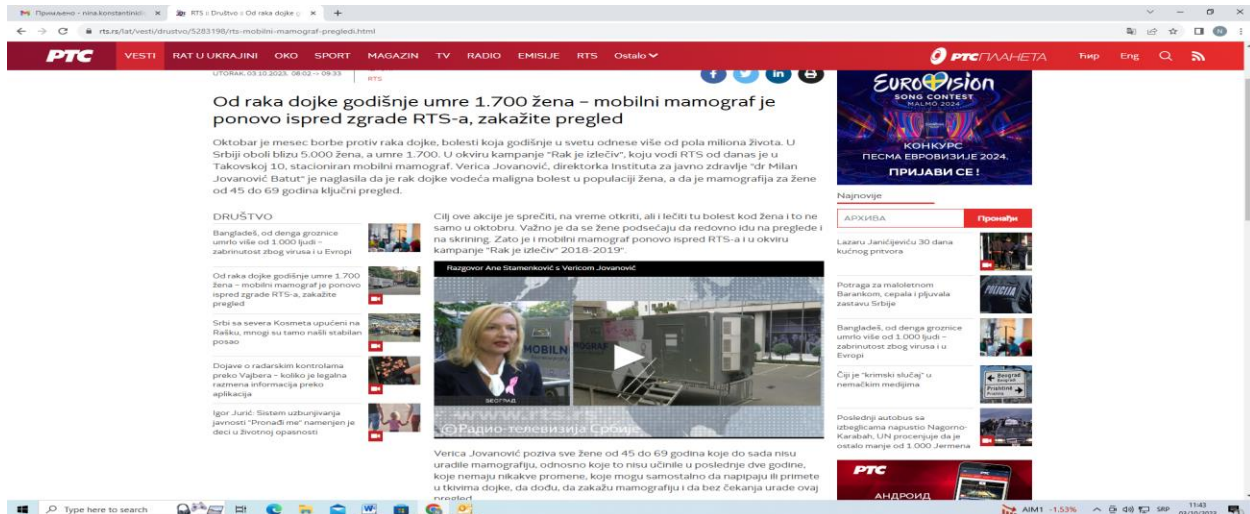 Примљено - nina.konstantinidi
RTS :: Društvo :: Od raka dojke g
rts.rs/lat/vesti/drustvo/5283198/rts-mobilni-mamograf-pregledi.html
РТС
VESTI
RAT U UKRAJINI
OKO
SPORT
MAGAZIN
TV
RADIO
EMISIJE
RTS
Ostalo
РТС ПЛАНЕТА
Ћир
Eng
UTORAK, 03.10.2023, 08:02 -> 09:33
RTS
Od raka dojke godišnje umre 1.700 žena – mobilni mamograf je
ponovo ispred zgrade RTS-a, zakažite pregled
Oktobar je mesec borbe protiv raka dojke, bolesti koja godišnje u svetu odnese više od pola miliona života. U
Srbiji oboli blizu 5.000 žena, a umre 1.700. U okviru kampanje "Rak je izlečiv", koju vodi RTS od danas je u
Takovskoj 10, stacioniran mobilni mamograf. Verica Jovanović, direktorka Instituta za javno zdravlje "dr Milan
Jovanović Batut" je naglasila da je rak dojke vodeća maligna bolest u populaciji žena, a da je mamografija za žene
od 45 do 69 godina ključni pregled.
DRUŠTVO
Bangladeš, od denga groznice
umrlo više od 1.000 ljudi –
zabrinutost zbog virusa i u Evropi
Od raka dojke godišnje umre 1.700
žena – mobilni mamograf je ponovo
ispred zgrade RTS-a, zakažite
pregled
Srbi sa severa Kosmeta upućeni na
Rašku, mnogi su tamo našli stabilan
posao
Dojave o radarskim kontrolama
preko Vajbera – koliko je legalna
razmena informacija preko
aplikacija
Igor Jurić: Sistem uzbunjivanja
javnosti "Pronađi me" namenjen je
deci u životnoj opasnosti
Cilj ove akcije je sprečiti, na vreme otkriti, ali i lečiti tu bolest kod žena i to ne
samo u oktobru. Važno je da se žene podsećaju da redovno idu na preglede i
na skrining. Zato je i mobilni mamograf ponovo ispred RTS-a i u okviru
kampanje "Rak je izlečiv" 2018-2019".
Razgovor Ane Stamenković s Vericom Jovanović
MOBILN
MOGRAF
БЕОГРАД
©Радио-телевизија Србије
Verica Jovanović poziva sve žene od 45 do 69 godina koje do sada nisu
uradile mamografiju, odnosno koje to nisu učinile u poslednje dve godine,
koje nemaju nikakve promene, koje mogu samostalno da napipaju ili primete
u tkivima dojke, da dođu, da zakažu mamografiju i da bez čekanja urade ovaj
pregled
EUROVISION
SONG CONTEST
MALMÖ 2024
КОНКУРС
ПЕСМА ЕВРОВИЗИЈЕ 2024.
ПРИЈАВИ СЕ!
Najnovije
АРХИВА
Пронађи
Lazaru Janićijeviću 30 dana
kućnog pritvora
Potraga za maloletnom
Barankom, cepala i pljuvala
zastavu Srbije
POLICIJA
Bangladeš, od denga groznice
umrlo više od 1.000 ljudi –
zabrinutost zbog virusa i u
Evropi
Čiji je "krimski slučaj" u
nemačkim medijima
Beograd
Prishtinë
Poslednji autobus sa
izbeglicama napustio Nagorno-
Karabah, UN procenjuje da je
ostalo manje od 1.000 Jermena
РТС
АНДРОИД
Type here to search
AIM1 -1.53%
SRP
11:43
03/10/2023